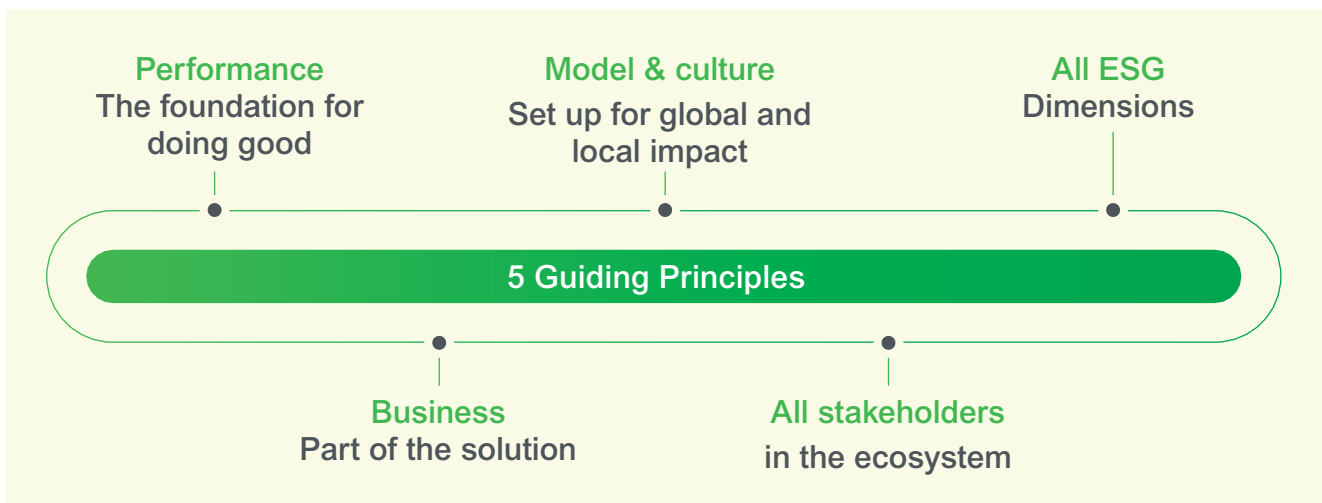 Performance
The foundation for
doing good
Model & culture
Set up for global and
local impact
All ESG
Dimensions
5 Guiding Principles
Business
Part of the solution
All stakeholders
in the ecosystem